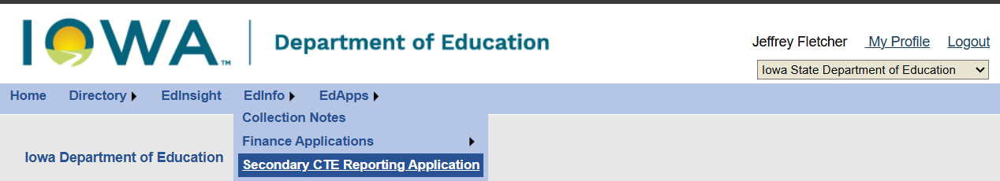 IOWA™ Department of Education
Jeffrey Fletcher My Profile Logout
Iowa State Department of Education
Home Directory EdInsight EdInfo EdApps
Collection Notes
Finance Applications
Iowa Department of Education
Secondary CTE Reporting Application